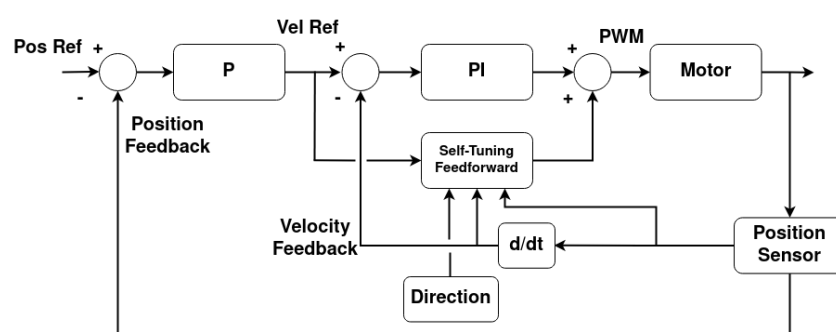 Pos Ref
+
-
P
Vel Ref
+
-
PI
+
+
PWM
Motor
Position
Feedback
Self-Tuning
Feedforward
Velocity
Feedback
d/dt
Position
Sensor
Direction